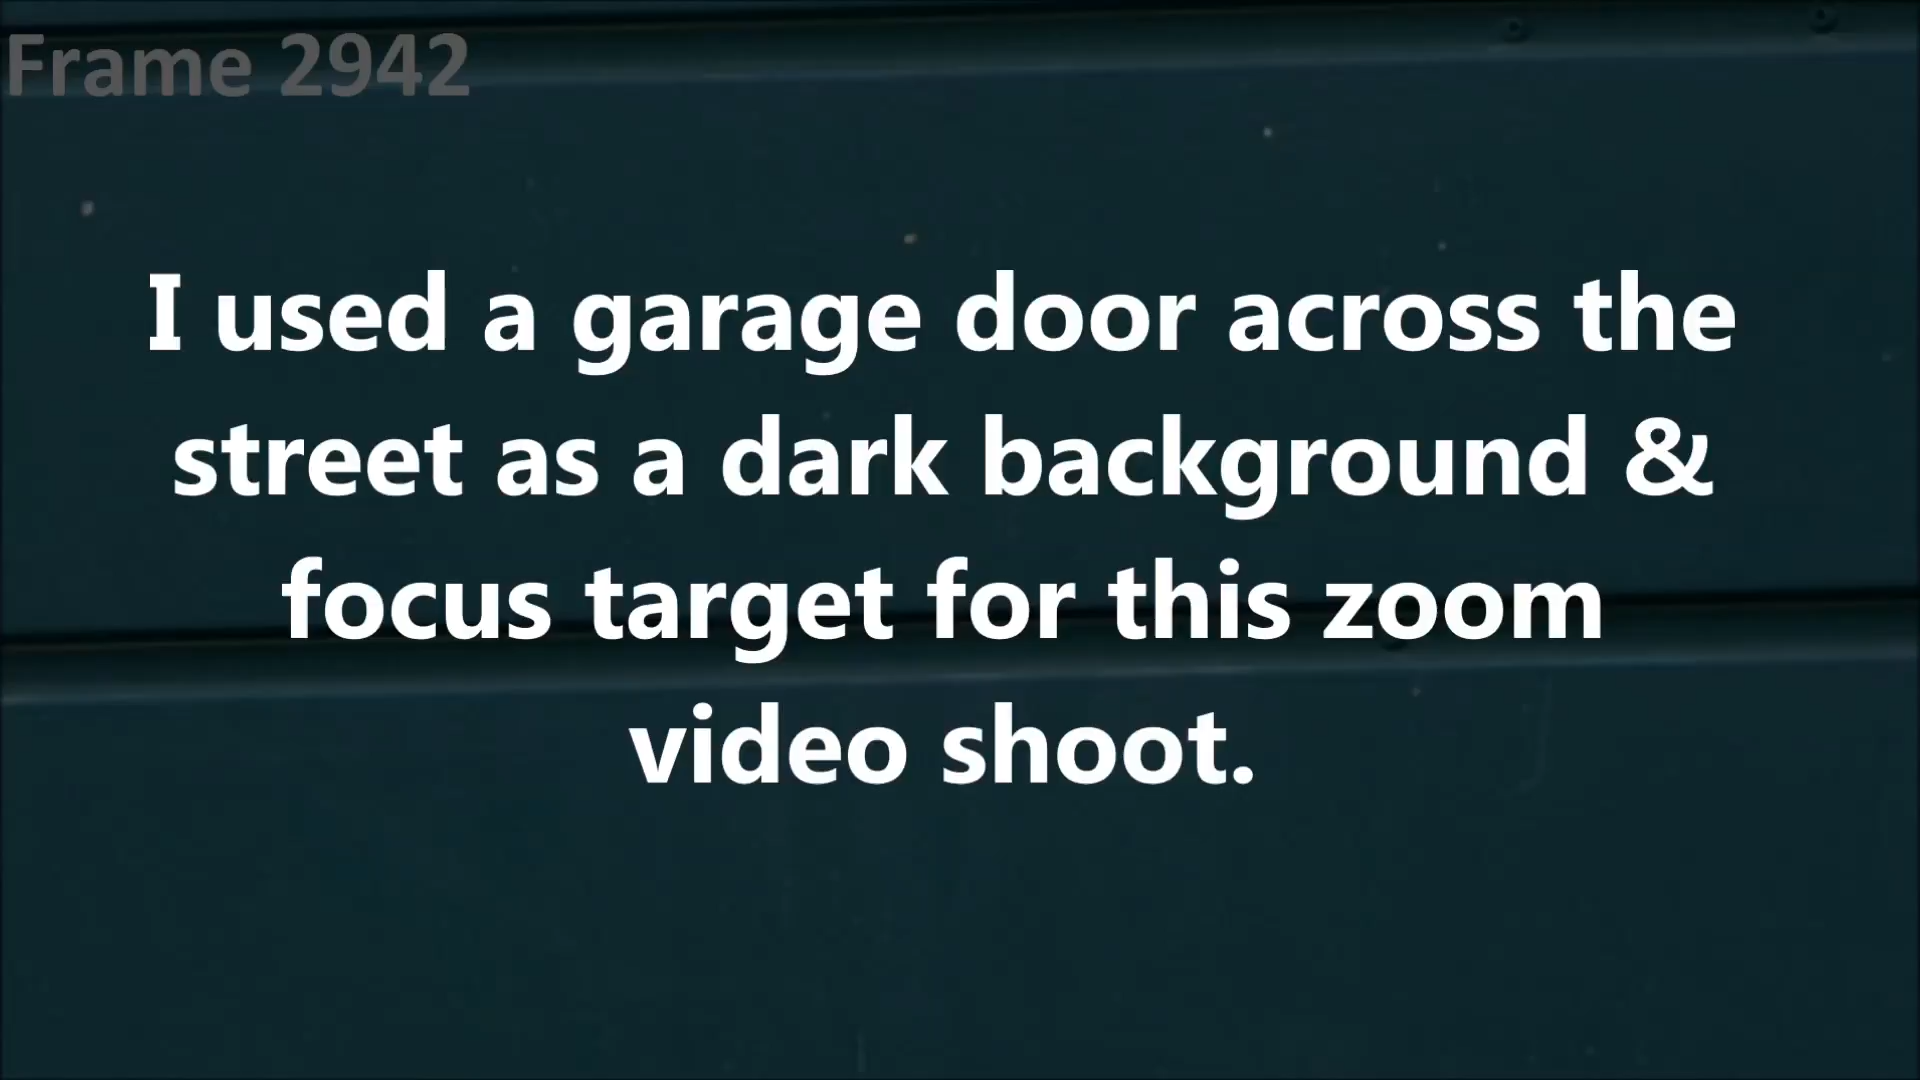 Frame 2942
I used a garage door across the
street as a dark background &
focus target for this zoom
video shoot.